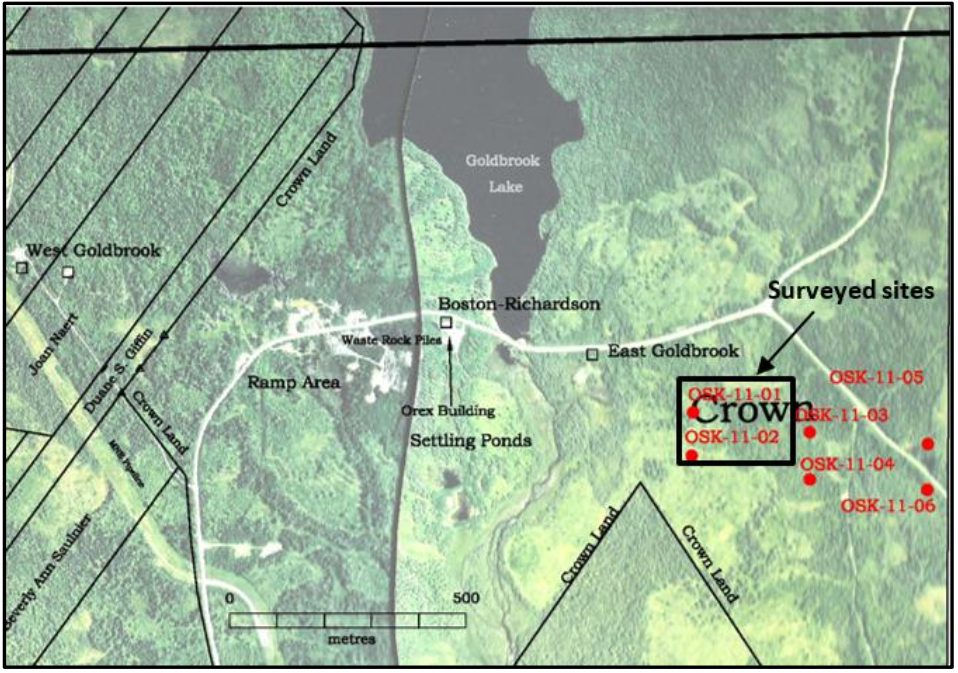 Goldbrook
Lake
Crown Land
West Goldbrook
Surveyed sites
Boston-Richardson
Joan Naert
Duane S. Giffin
Waste Rock Piles
East Goldbrook
Ramp Area
OSK-11-05
OSK-11-01
Crown
OSK-11-03
Crown Land
Orex Building
Settling Ponds
OSK-11-02
OSK-11-04
OSK-11-06
Beverly Ann Saulnier
Crown Land
Crown Land
0
500
metres